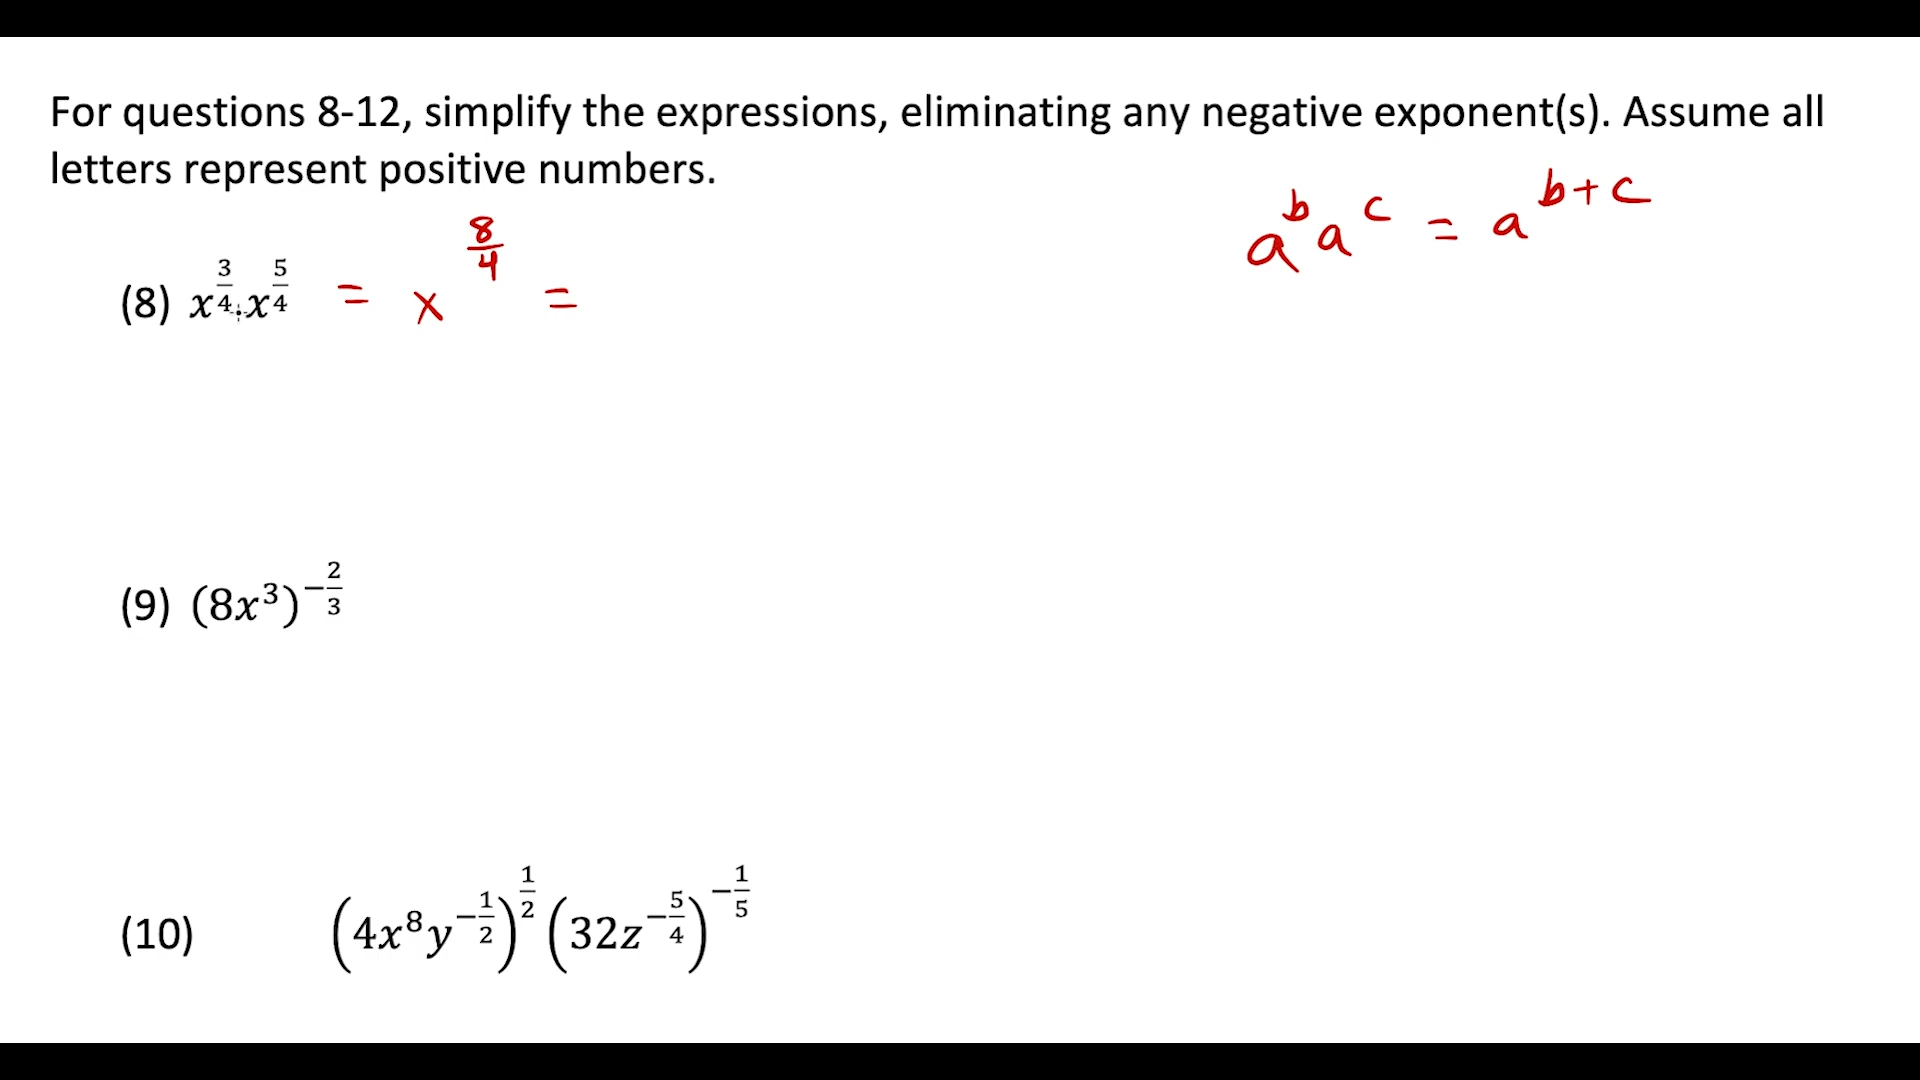 For questions 8-12, simplify the expressions, eliminating any negative exponent(s). Assume all
letters represent positive numbers.
a^b a^c = a^(b+c)
(8) x^(3/4) · x^(5/4) = x^(8/4) =
(9) (8x^3)^(-2/3)
(10) (4x^8 y^(-1/2))^(1/2) (32z^(-5/4))^(-1/5)